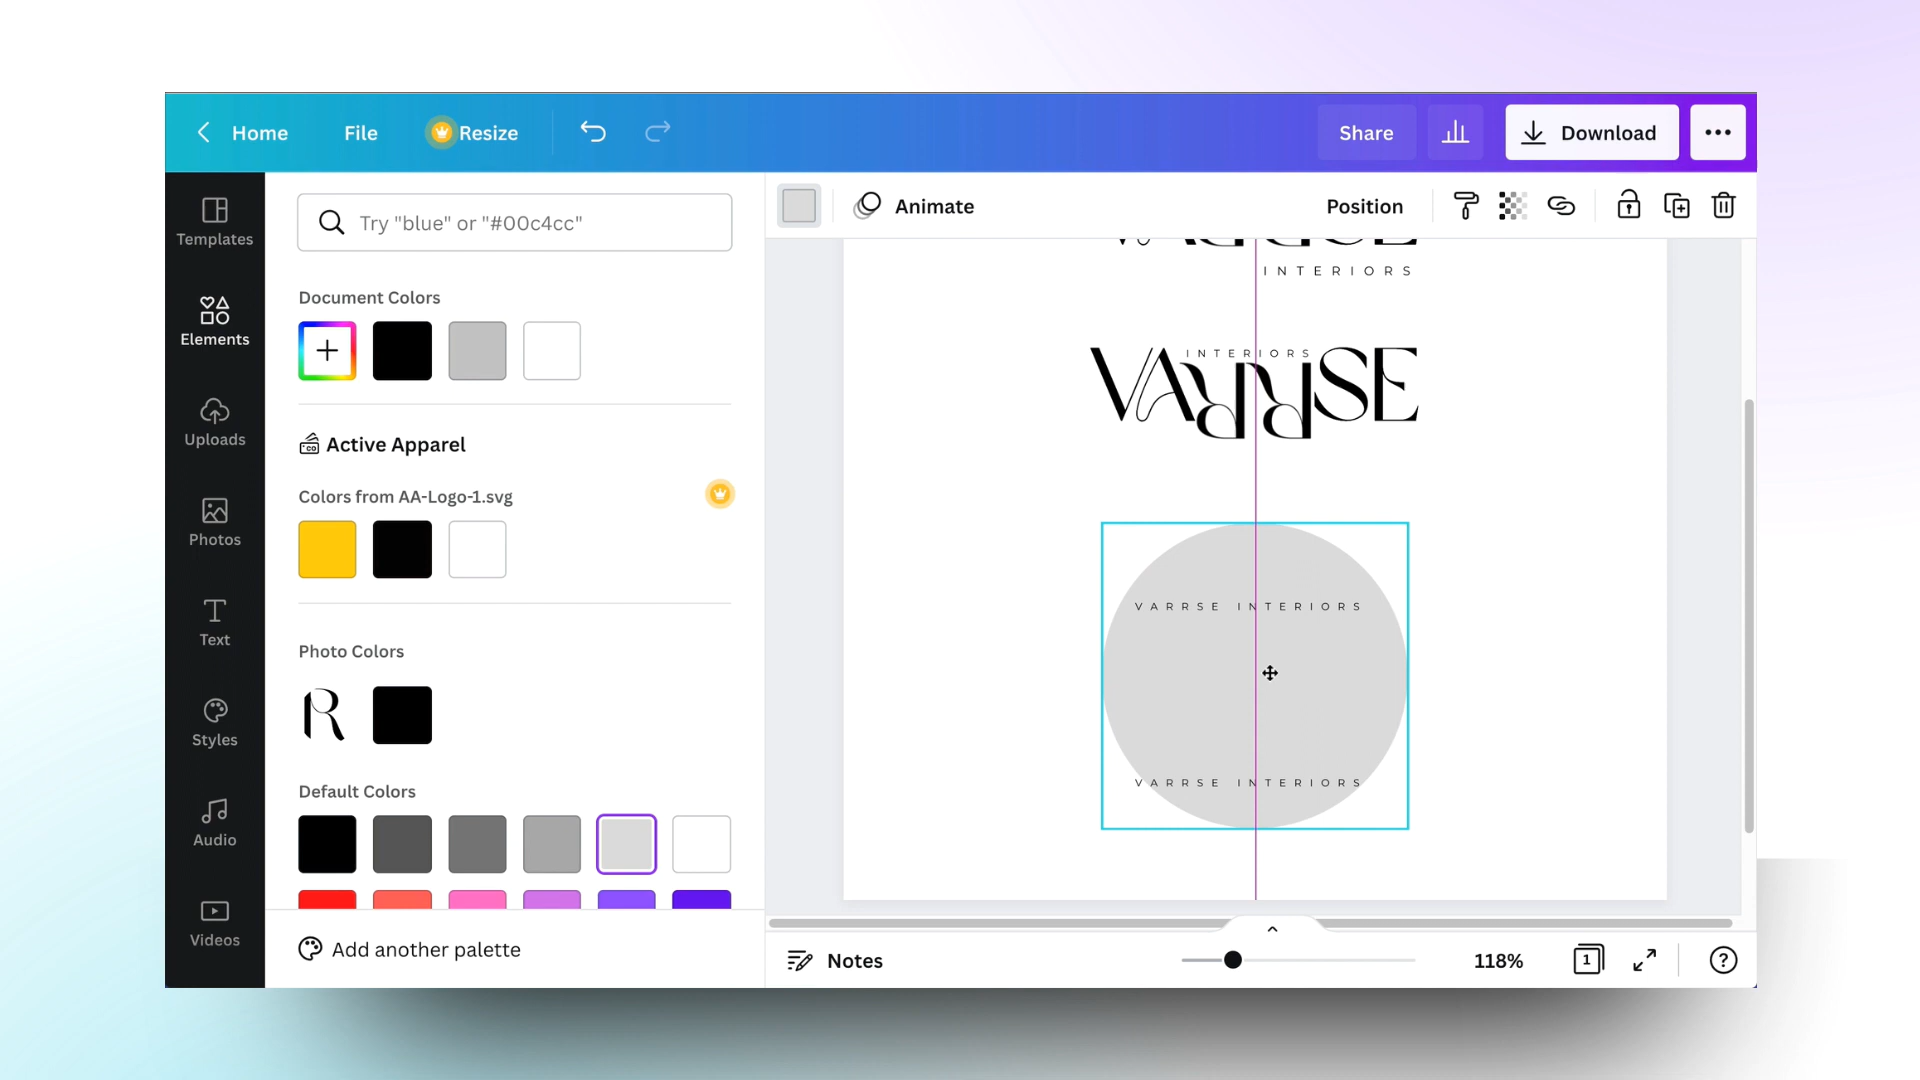 Home
File
Resize
Share
Download
Templates
Elements
Uploads
Photos
Text
Styles
Audio
Videos
Try "blue" or "#00c4cc"
Document Colors
Active Apparel
Colors from AA-Logo-1.svg
Photo Colors
R
Default Colors
Add another palette
Animate
Position
INTERIORS
INTERIORS
VARRSE
VARRSE INTERIORS
VARRSE INTERIORS
Notes
118%
1
?